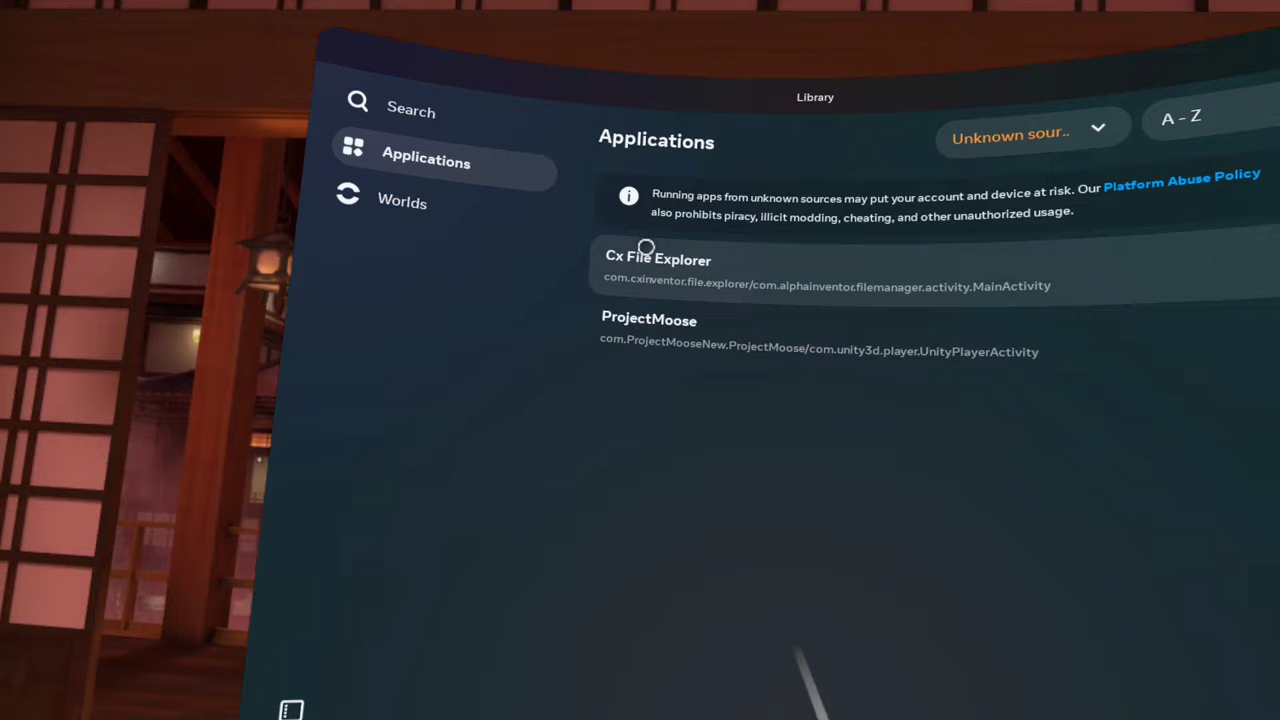 Library
Search
Applications
Worlds
Applications
Unknown sour..
A - Z
Running apps from unknown sources may put your account and device at risk. Our Platform Abuse Policy
also prohibits piracy, illicit modding, cheating, and other unauthorized usage.
Cx File Explorer
com.cxinventor.file.explorer/com.alphainventor.filemanager.activity.MainActivity
ProjectMoose
com.ProjectMooseNew.ProjectMoose/com.unity3d.player.UnityPlayerActivity